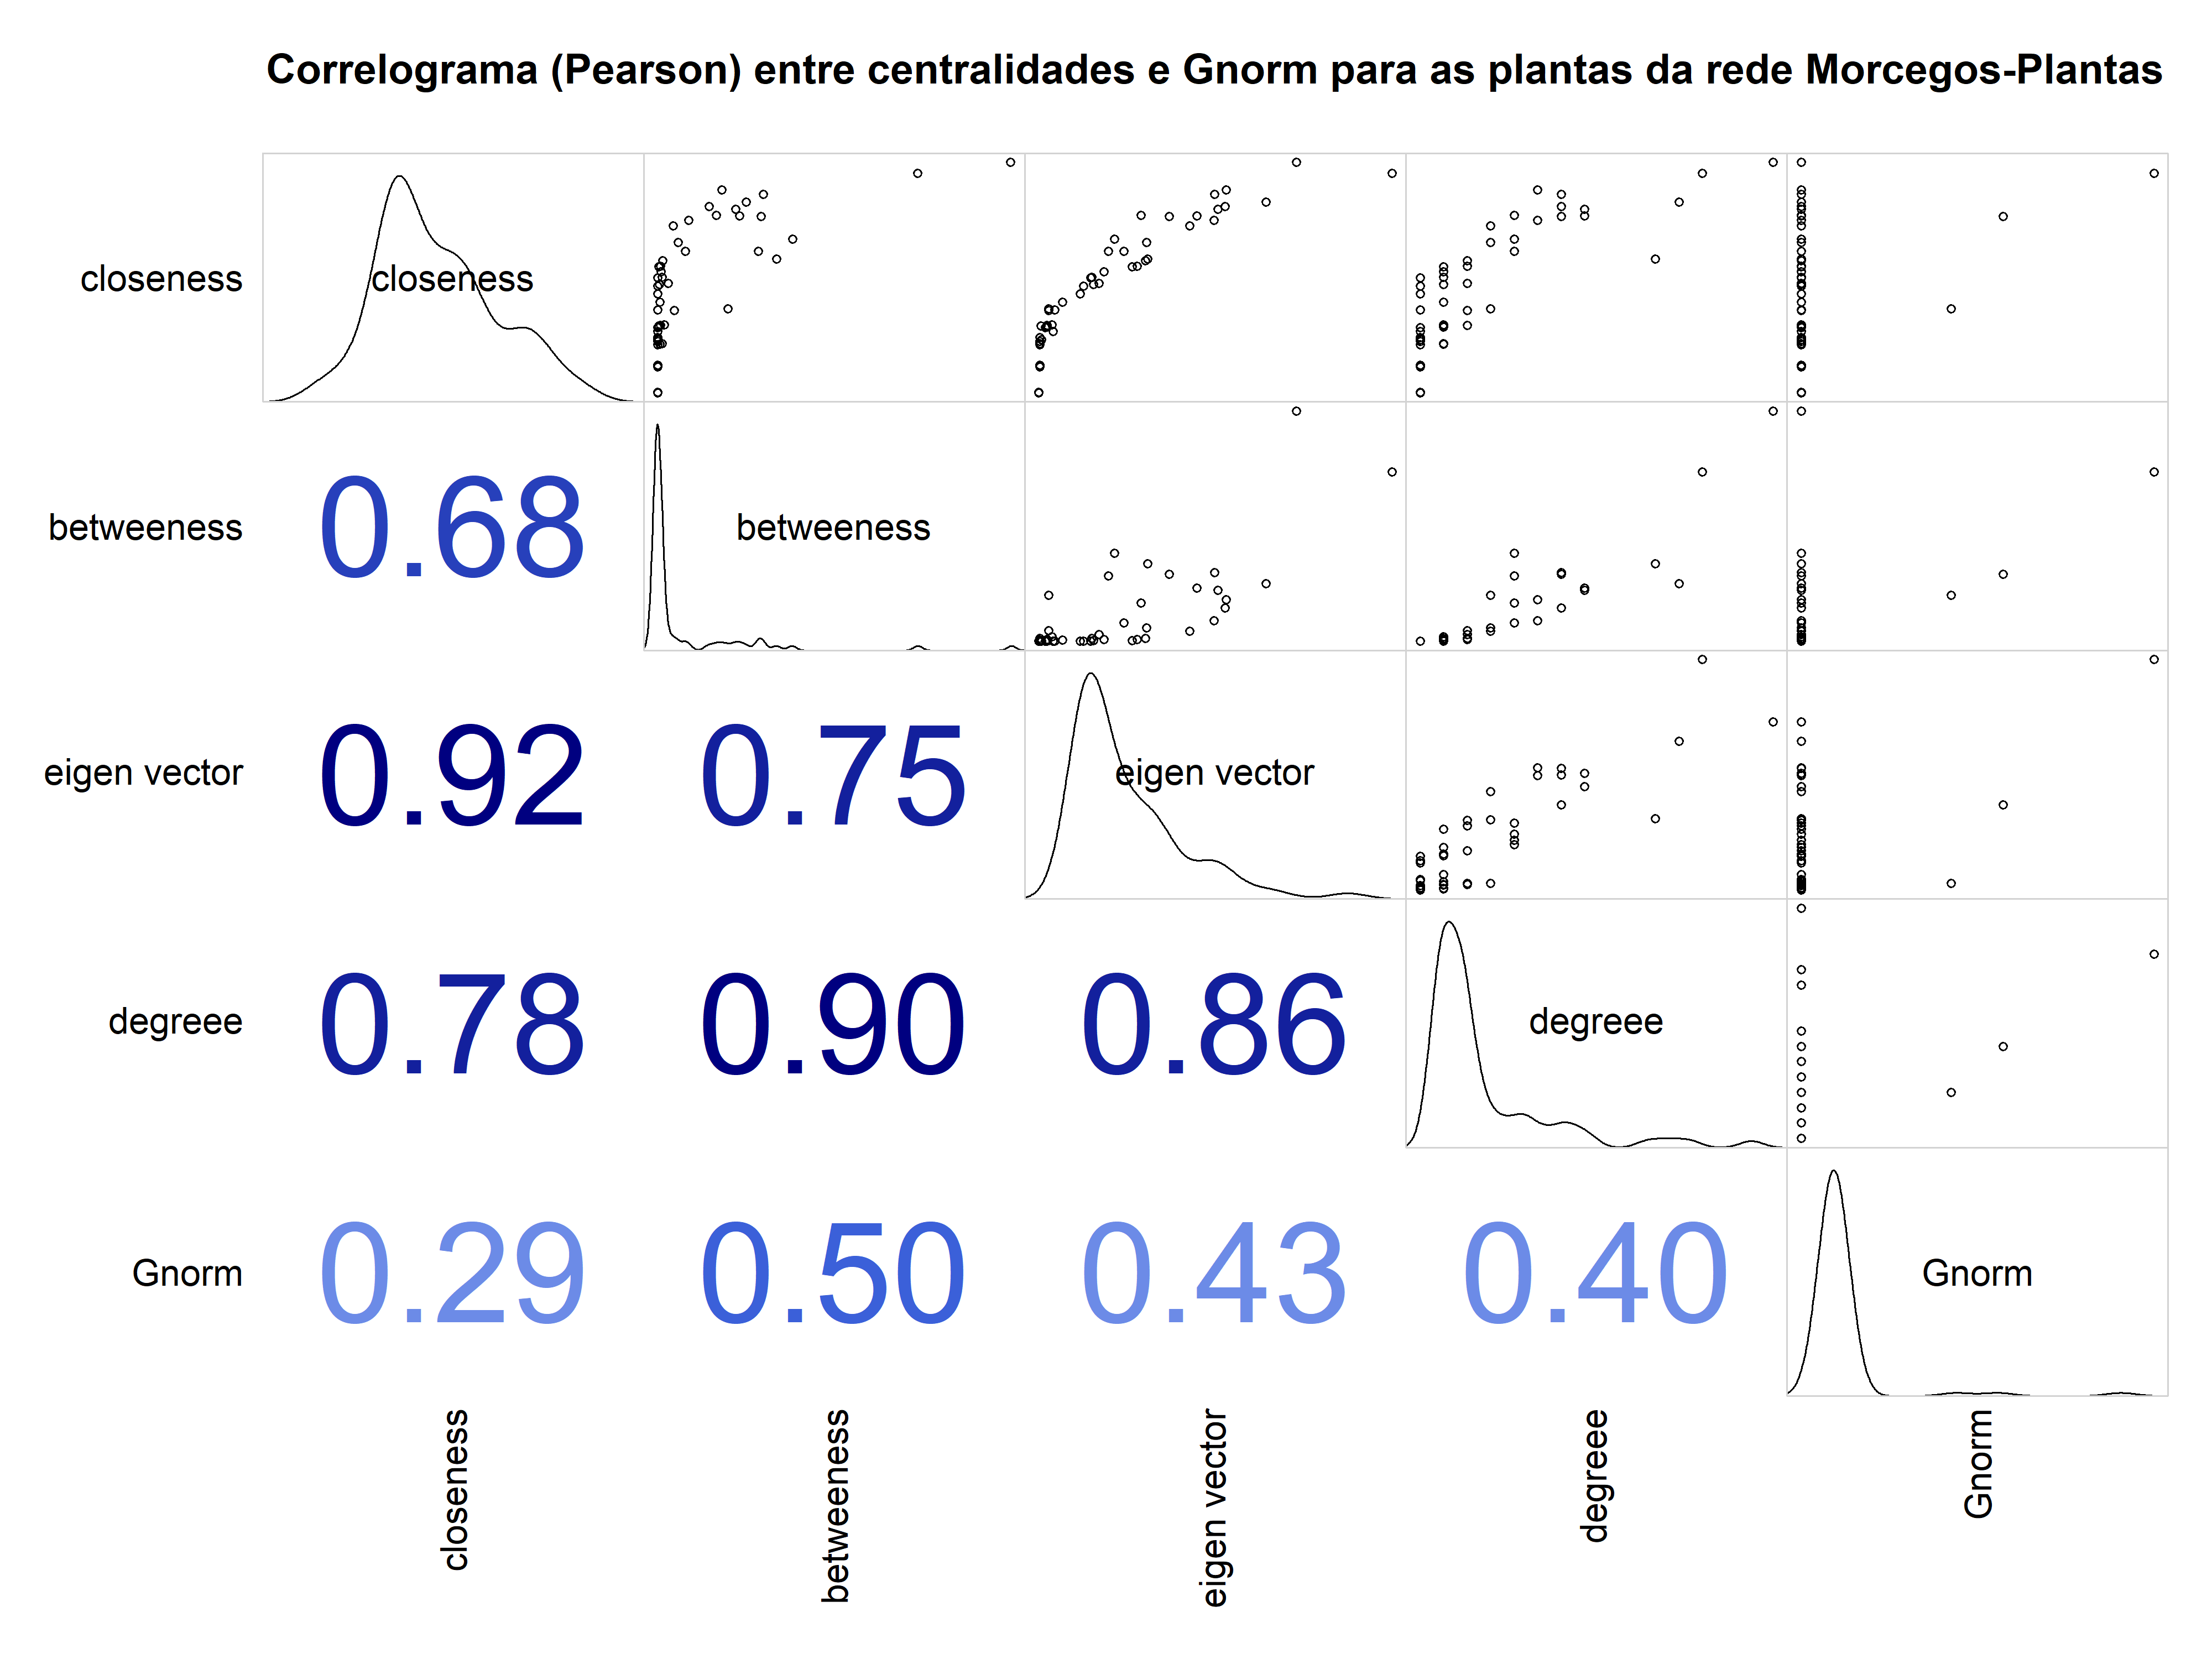 Correlograma (Pearson) entre centralidades e Gnorm para as plantas da rede Morcegos-Plantas
closeness closeness
betweeness 0.68 betweeness
eigen vector 0.92 0.75 eigen vector
degreee 0.78 0.90 0.86 degreee
Gnorm 0.29 0.50 0.43 0.40 Gnorm
closeness betweeness eigen vector degreee Gnorm